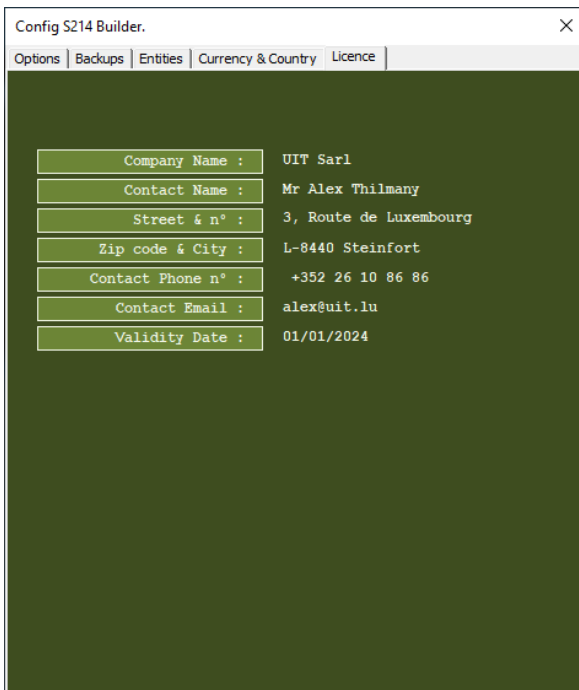 Config S214 Builder.
Options Backups Entities Currency & Country Licence
Company Name : UIT Sarl
Contact Name : Mr Alex Thilmany
Street & n° : 3, Route de Luxembourg
Zip code & City : L-8440 Steinfort
Contact Phone n° : +352 26 10 86 86
Contact Email : alex@uit.lu
Validity Date : 01/01/2024